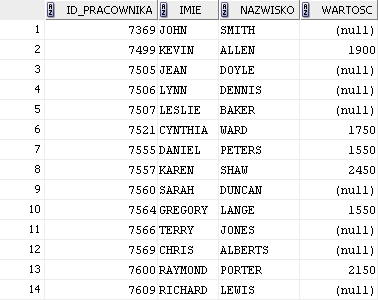 ID_PRACOWNIKA IMIE NAZWISKO WARTOSC
1 7369 JOHN SMITH (null)
2 7499 KEVIN ALLEN 1900
3 7505 JEAN DOYLE (null)
4 7506 LYNN DENNIS (null)
5 7507 LESLIE BAKER (null)
6 7521 CYNTHIA WARD 1750
7 7555 DANIEL PETERS 1550
8 7557 KAREN SHAW 2450
9 7560 SARAH DUNCAN (null)
10 7564 GREGORY LANGE 1550
11 7566 TERRY JONES (null)
12 7569 CHRIS ALBERTS (null)
13 7600 RAYMOND PORTER 2150
14 7609 RICHARD LEWIS (null)